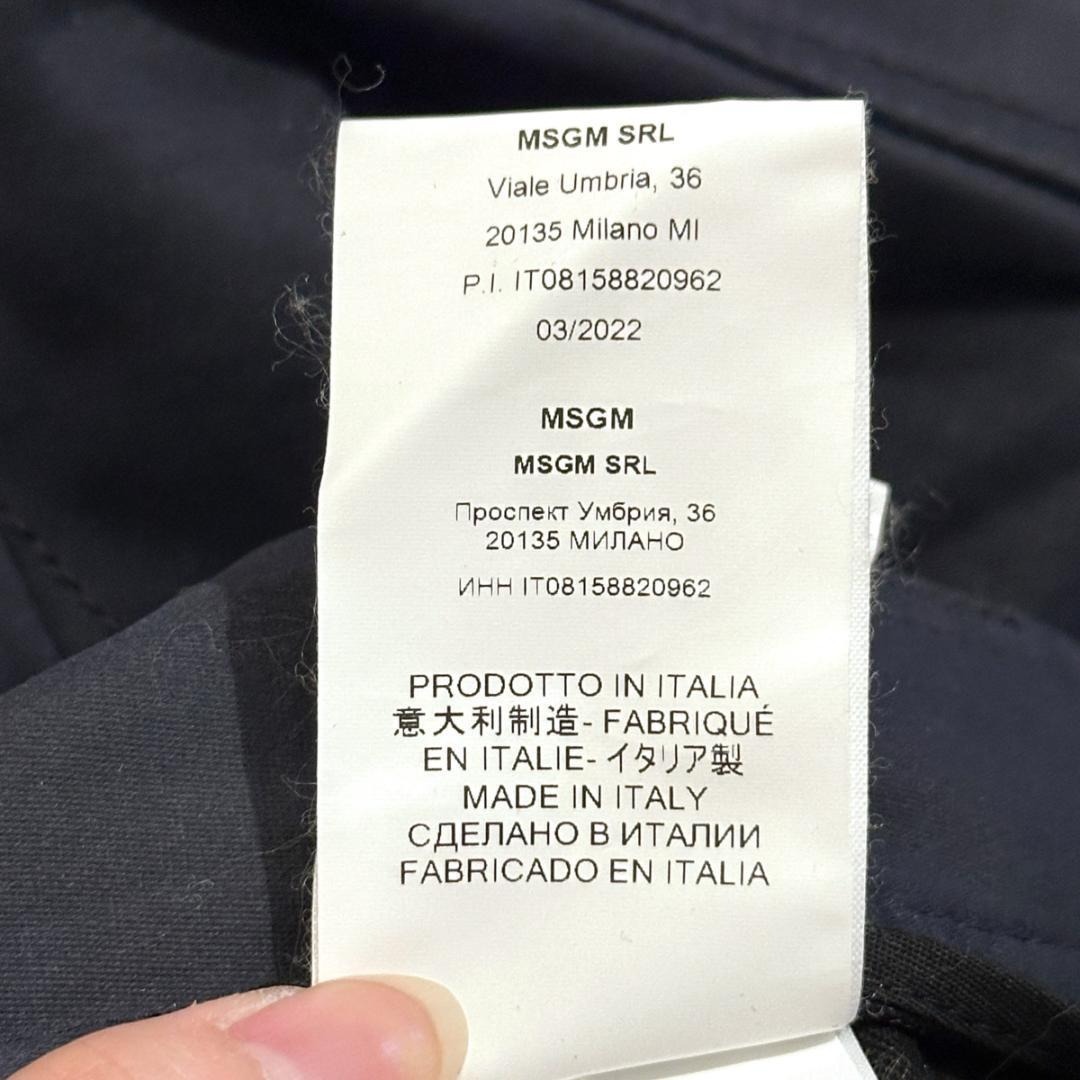 MSGM SRL
Viale Umbria, 36
20135 Milano MI
P.I. IT08158820962
03/2022
MSGM
MSGM SRL
Проспект Умбрия, 36
20135 МИЛАНО
ИНН IT08158820962
PRODOTTO IN ITALIA
意大利制造- FABRIQUÉ
EN ITALIE- イタリア製
MADE IN ITALY
СДЕЛАНО В ИТАЛИИ
FABRICADO EN ITALIA